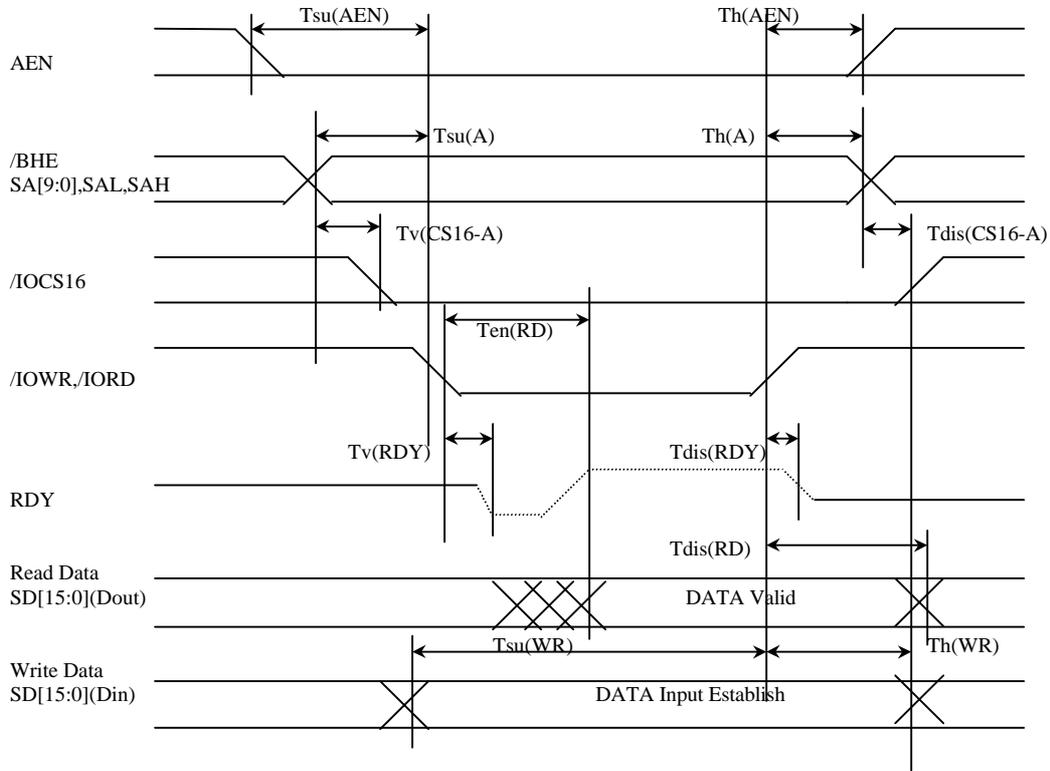 Tsu(AEN) Th(AEN)
AEN
Tsu(A) Th(A)
/BHE
SA[9:0],SAL,SAH
Tv(CS16-A) Tdis(CS16-A)
/IOCS16
Ten(RD)
/IOWR,/IORD
Tv(RDY) Tdis(RDY)
RDY
Tdis(RD)
Read Data
SD[15:0](Dout) DATA Valid
Tsu(WR) Th(WR)
Write Data
SD[15:0](Din) DATA Input Establish